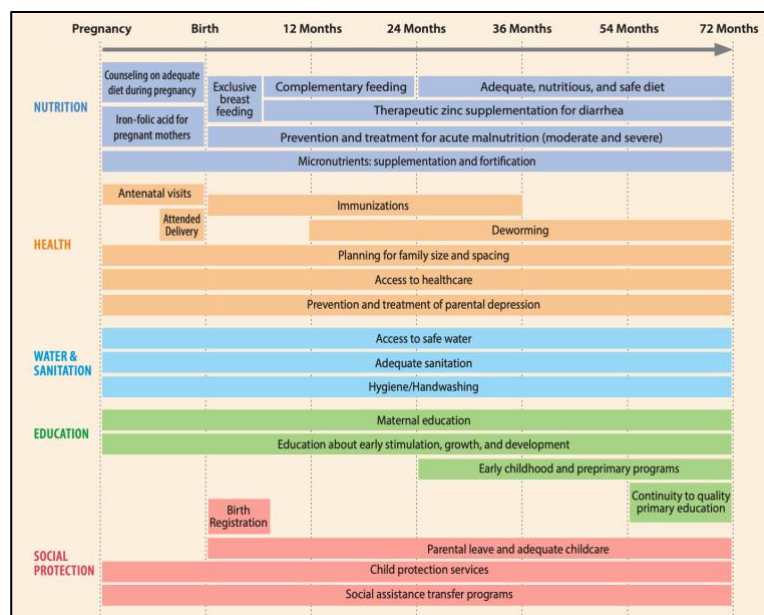 Pregnancy Birth 12 Months 24 Months 36 Months 54 Months 72 Months
NUTRITION
Counseling on adequate
diet during pregnancy
Iron-folic acid for
pregnant mothers
Exclusive
breast
feeding
Complementary feeding
Adequate, nutritious, and safe diet
Therapeutic zinc supplementation for diarrhea
Prevention and treatment for acute malnutrition (moderate and severe)
Micronutrients: supplementation and fortification
HEALTH
Antenatal visits
Attended
Delivery
Immunizations
Deworming
Planning for family size and spacing
Access to healthcare
Prevention and treatment of parental depression
WATER &
SANITATION
Access to safe water
Adequate sanitation
Hygiene/Handwashing
EDUCATION
Maternal education
Education about early stimulation, growth, and development
Early childhood and preprimary programs
Continuity to quality
primary education
SOCIAL
PROTECTION
Birth
Registration
Parental leave and adequate childcare
Child protection services
Social assistance transfer programs